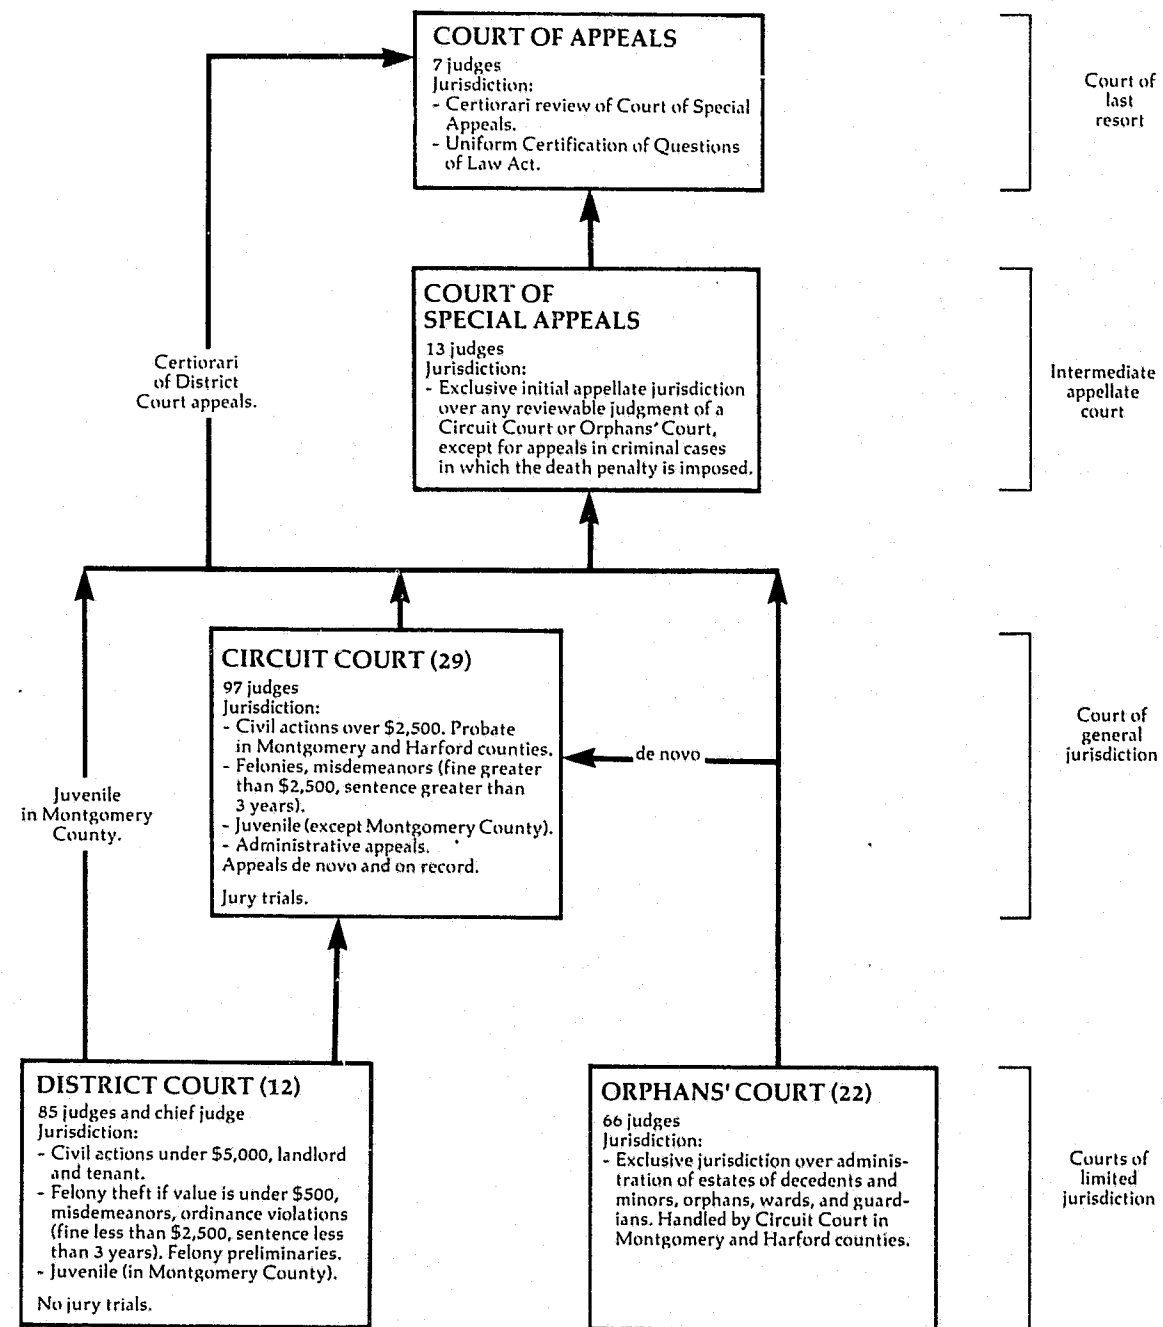 COURT OF APPEALS
7 judges
Jurisdiction:
- Certiorari review of Court of Special
Appeals.
- Uniform Certification of Questions
of Law Act.
Court of
last
resort
COURT OF
SPECIAL APPEALS
13 judges
Jurisdiction:
- Exclusive initial appellate jurisdiction
over any reviewable judgment of a
Circuit Court or Orphans' Court,
except for appeals in criminal cases
in which the death penalty is imposed.
Certiorari
of District
Court appeals.
Intermediate
appellate
court
CIRCUIT COURT (29)
97 judges
Jurisdiction:
- Civil actions over $2,500. Probate
in Montgomery and Harford counties.
- Felonies, misdemeanors (fine greater
than $2,500, sentence greater than
3 years).
- Juvenile (except Montgomery County).
- Administrative appeals.
Appeals de novo and on record.
Jury trials.
de novo
Court of
general
jurisdiction
Juvenile
in Montgomery
County.
DISTRICT COURT (12)
85 judges and chief judge
Jurisdiction:
- Civil actions under $5,000, landlord
and tenant.
- Felony theft if value is under $500,
misdemeanors, ordinance violations
(fine less than $2,500, sentence less
than 3 years). Felony preliminaries.
- Juvenile (in Montgomery County).
No jury trials.
ORPHANS' COURT (22)
66 judges
Jurisdiction:
- Exclusive jurisdiction over adminis-
tration of estates of decedents and
minors, orphans, wards, and guard-
ians. Handled by Circuit Court in
Montgomery and Harford counties.
Courts of
limited
jurisdiction